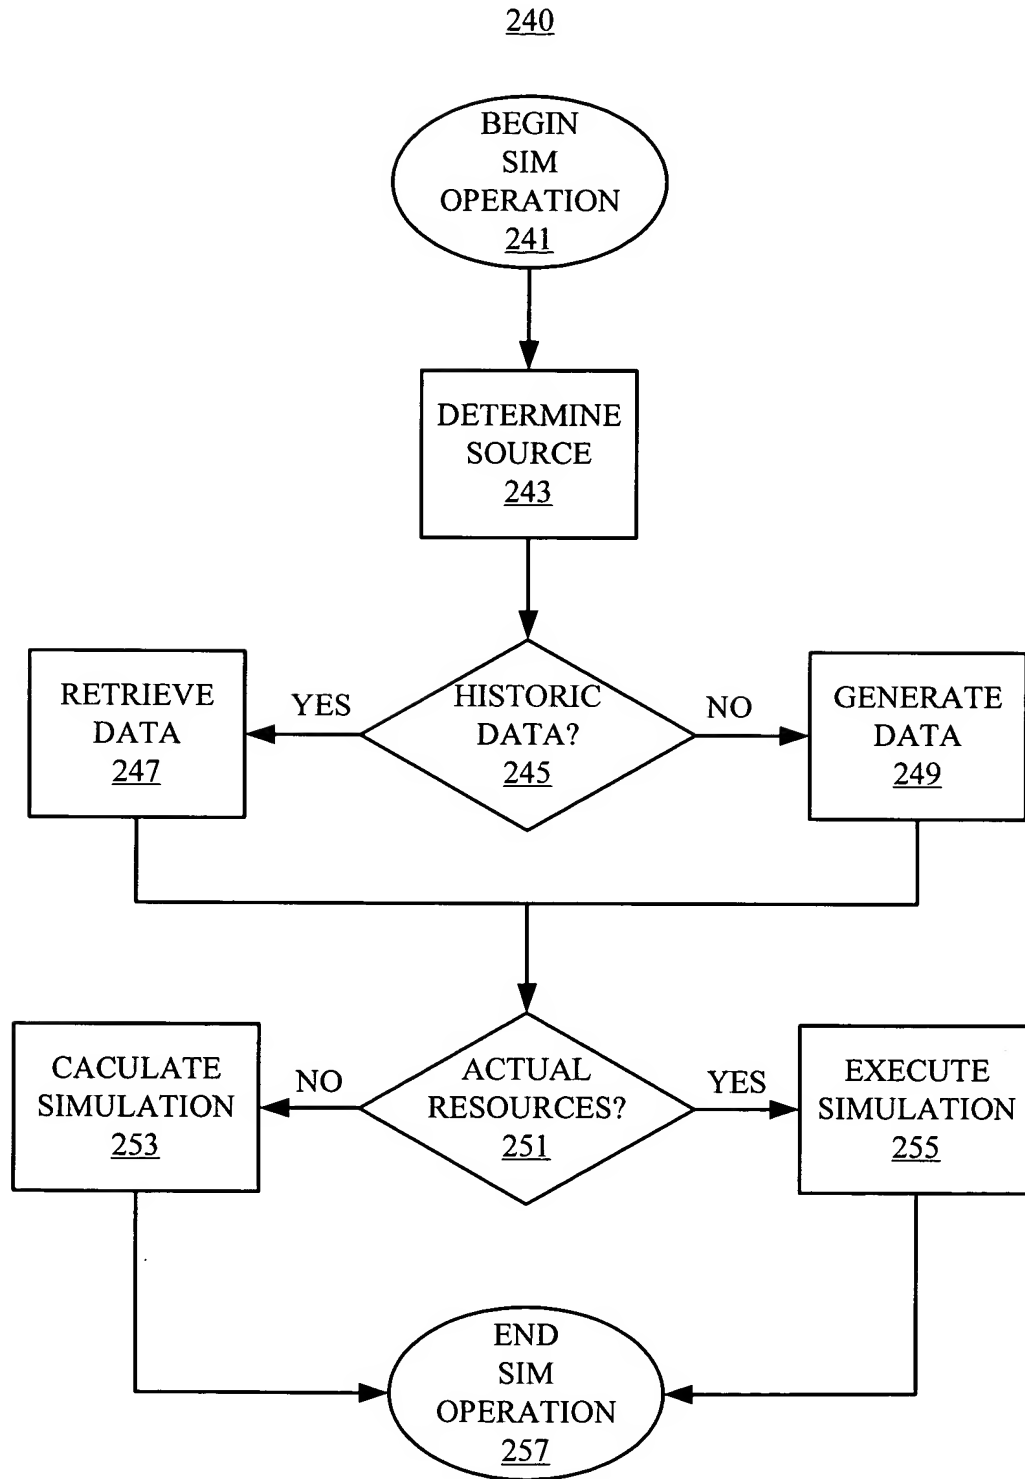 240
BEGIN
SIM
OPERATION
241
DETERMINE
SOURCE
243
RETRIEVE
DATA
247
YES
HISTORIC
DATA?
245
NO
GENERATE
DATA
249
CACULATE
SIMULATION
253
NO
ACTUAL
RESOURCES?
251
YES
EXECUTE
SIMULATION
255
END
SIM
OPERATION
257